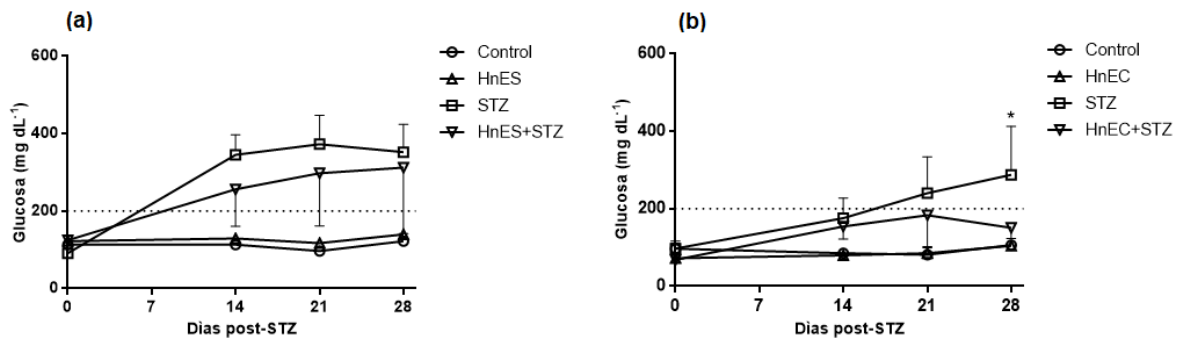 (a)
600
400
200
0
Glucosa (mg dL⁻¹)
0 7 14 21 28
Dìas post-STZ
Control
HnES
STZ
HnES+STZ
(b)
600
400
200
0
Glucosa (mg dL⁻¹)
*
0 7 14 21 28
Dìas post-STZ
Control
HnEC
STZ
HnEC+STZ